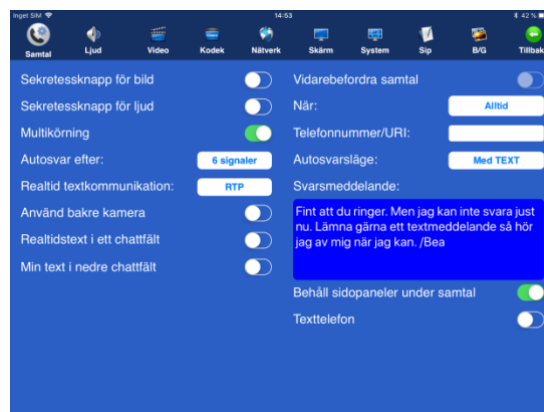 Inget SIM 14:53 42 %
Samtal Ljud Video Kodek Nätverk Skärm System Sip B/G Tillbak
Sekretessknapp för bild
Sekretessknapp för ljud
Multikörning
Autosvar efter: 6 signaler
Realtid textkommunikation: RTP
Använd bakre kamera
Realtidstext i ett chattfält
Min text i nedre chattfält
Vidarebefordra samtal
När: Alltid
Telefonnummer/URI:
Autosvarsläge: Med TEXT
Svarsmeddelande:
Fint att du ringer. Men jag kan inte svara just
nu. Lämna gärna ett textmeddelande så hör
jag av mig när jag kan. /Bea
Behåll sidopaneler under samtal
Texttelefon